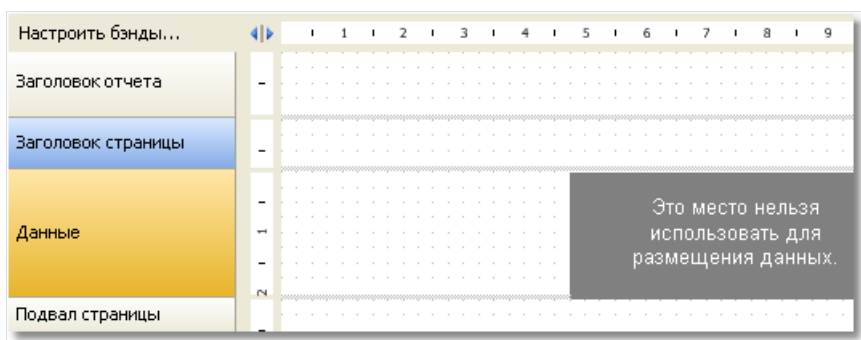 Настроить бэнды...
1 2 3 4 5 6 7 8 9
Заголовок отчета
Заголовок страницы
Данные
1
2
Это место нельзя
использовать для
размещения данных.
Подвал страницы